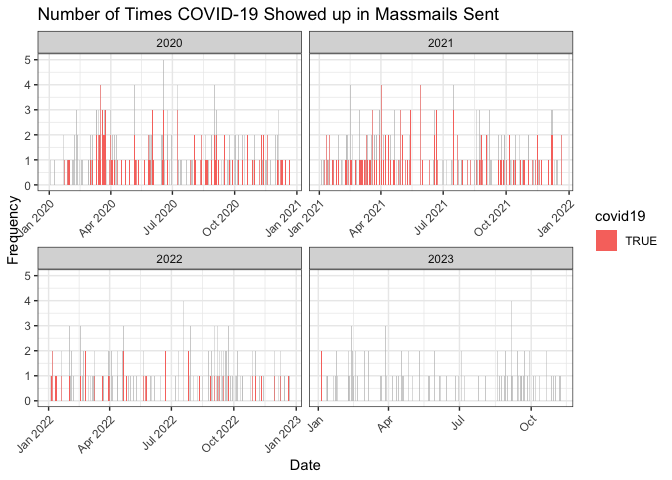 Number of Times COVID-19 Showed up in Massmails Sent
2020
2021
5
4
3
2
1
0
Jan 2020
Apr 2020
Jul 2020
Oct 2020
Jan 2021
Jan 2021
Apr 2021
Jul 2021
Oct 2021
Jan 2022
Frequency
covid19
TRUE
2022
2023
5
4
3
2
1
0
Jan 2022
Apr 2022
Jul 2022
Oct 2022
Jan 2023
Jan
Apr
Jul
Oct
Date